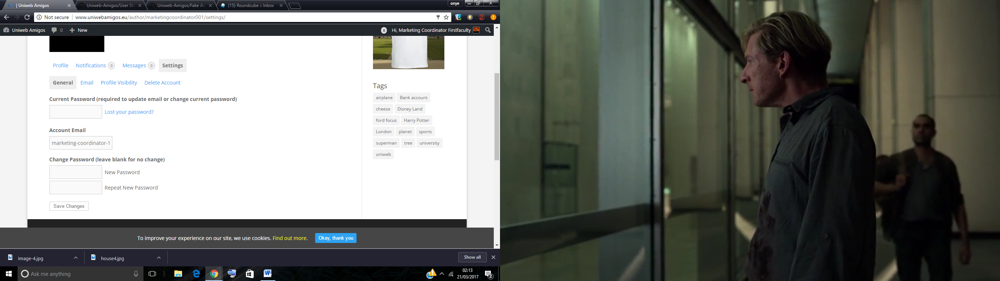 | Uniweb Amigos
Uniweb-Amigos/User St
Uniweb-Amigos/Fake Ac
(15) Roundcube :: Inbox
onye
Not secure
www.uniwebamigos.eu/author/marketingcoordinator001/settings/
Uniweb Amigos
0
New
0
Hi, Marketing Coordinator Firstfaculty
Profile
Notifications 0
Messages 0
Settings
General
Email
Profile Visibility
Delete Account
Current Password (required to update email or change current password)
Lost your password?
Account Email
marketing-coordinator-1
Change Password (leave blank for no change)
New Password
Repeat New Password
Save Changes
Tags
airplane
Bank account
cheese
Disney Land
ford focus
Harry Potter
London
planet
sports
superman
tree
university
uniweb
To improve your experience on our site, we use cookies. Find out more.
Okay, thank you
Image-4.jpg
house4.jpg
Show all
Ask me anything
02:13
21/03/2017
2